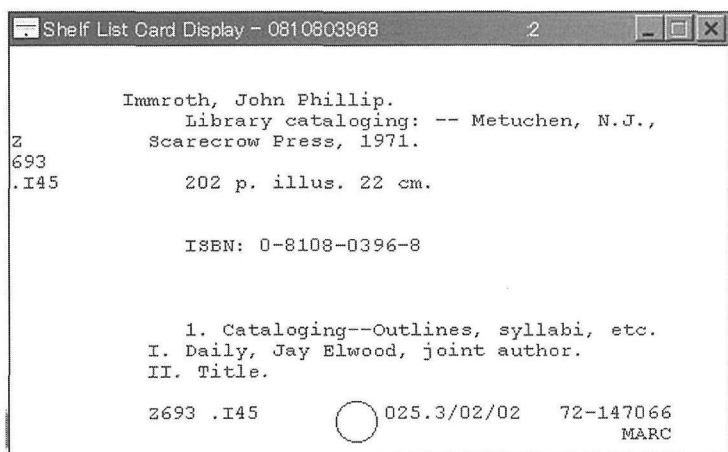 Shelf List Card Display - 0810803968 :2
Immroth, John Phillip.
Library cataloging: -- Metuchen, N.J.,
Z Scarecrow Press, 1971.
693
.I45 202 p. illus. 22 cm.
ISBN: 0-8108-0396-8
1. Cataloging--Outlines, syllabi, etc.
I. Daily, Jay Elwood, joint author.
II. Title.
Z693 .I45 025.3/02/02 72-147066
MARC